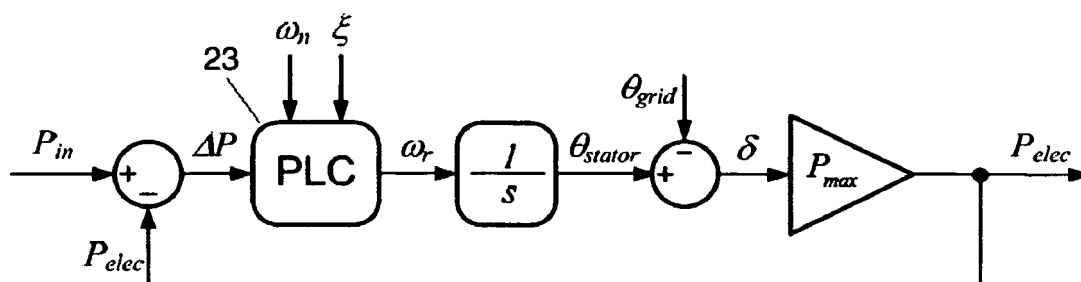 23
ωn ξ
Pin
+
−
ΔP
PLC
ωr
1
s
θstator
θgrid
−
+
δ
Pmax
Pelec
Pelec